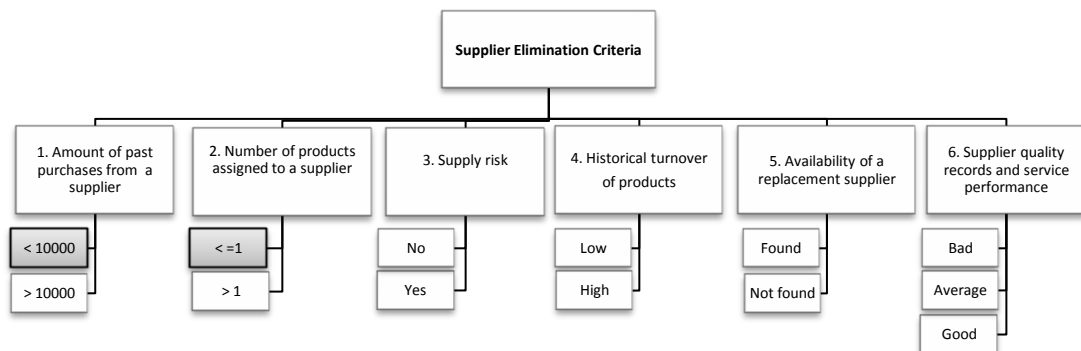 Supplier Elimination Criteria
1. Amount of past
purchases from  a
supplier
2. Number of products
assigned to a supplier
3. Supply risk
4. Historical turnover
of products
5. Availability of a
replacement supplier
6. Supplier quality
records and service
performance
< 10000
> 10000
< =1
> 1
No
Yes
Low
High
Found
Not found
Bad
Average
Good